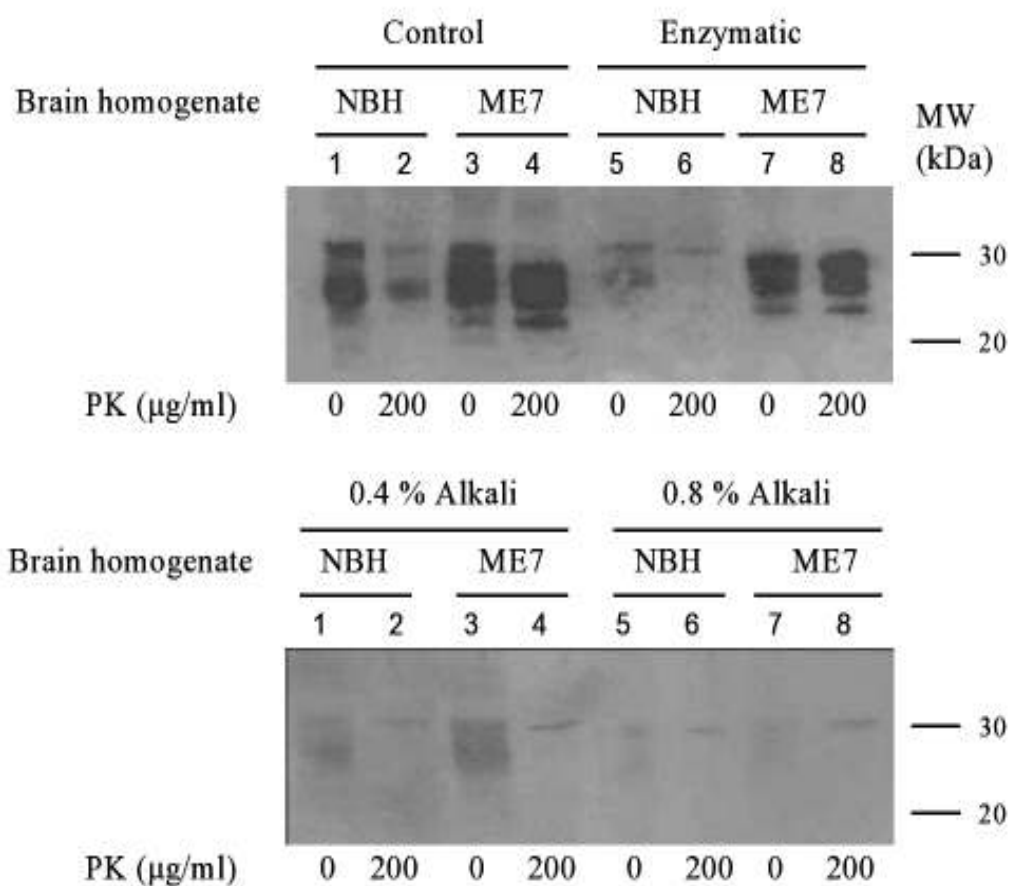 Control Enzymatic
Brain homogenate NBH ME7 NBH ME7 MW
(kDa)
1 2 3 4 5 6 7 8
30
20
PK (μg/ml) 0 200 0 200 0 200 0 200
0.4 % Alkali 0.8 % Alkali
Brain homogenate NBH ME7 NBH ME7
1 2 3 4 5 6 7 8
30
20
PK (μg/ml) 0 200 0 200 0 200 0 200